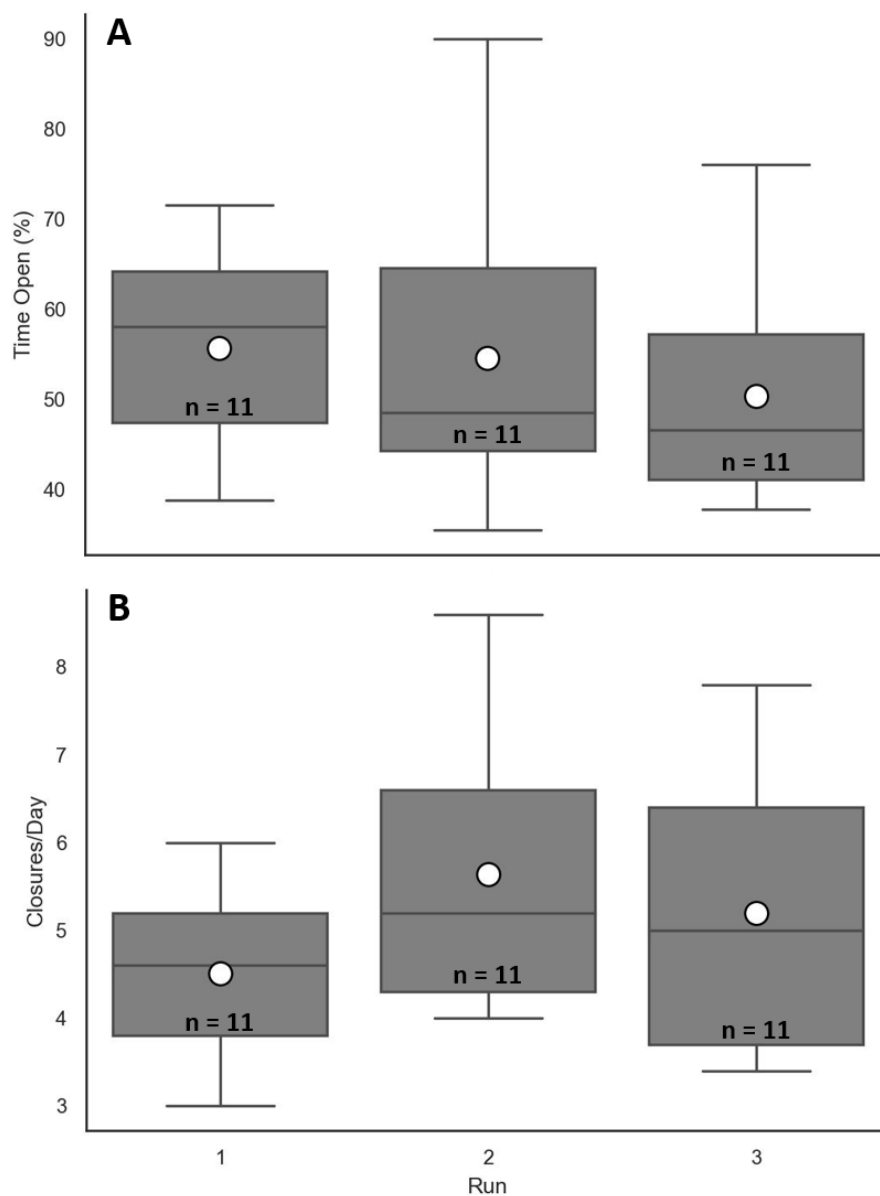 A
90
80
70
60
50
40
Time Open (%)
n = 11
n = 11
n = 11
B
8
7
6
5
4
3
Closures/Day
n = 11
n = 11
n = 11
1 2 3
Run